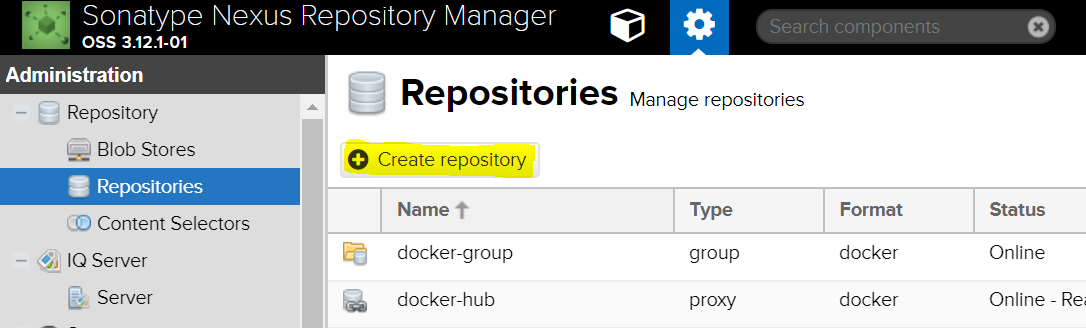 Sonatype Nexus Repository Manager
OSS 3.12.1-01
Search components
Administration
Repository
Blob Stores
Repositories
Content Selectors
IQ Server
Server
Repositories Manage repositories
Create repository
Name Type Format Status
docker-group group docker Online
docker-hub proxy docker Online - Rea